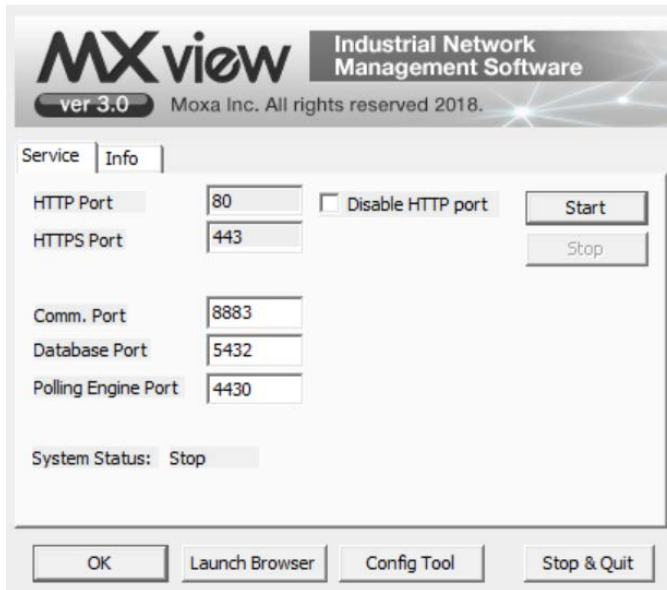 MXview
Industrial Network
Management Software
ver 3.0 Moxa Inc. All rights reserved 2018.
Service Info
HTTP Port 80 Disable HTTP port Start
HTTPS Port 443 Stop
Comm. Port 8883
Database Port 5432
Polling Engine Port 4430
System Status: Stop
OK Launch Browser Config Tool Stop & Quit